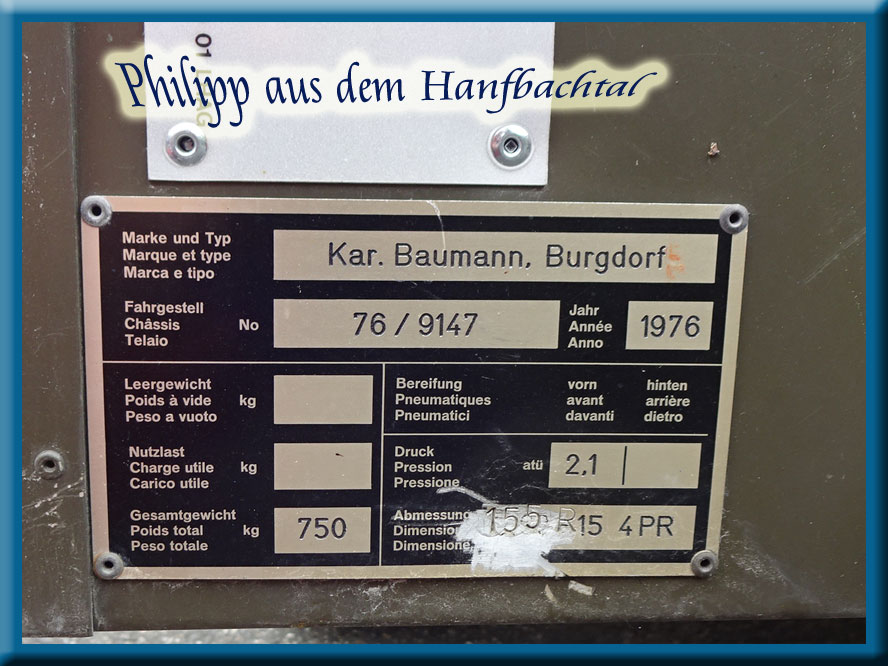 Philipp aus dem Hanfbachtal
Marke und Typ
Marque et type
Marca e tipo
Kar. Baumann, Burgdorf
Fahrgestell
Châssis No
Telaio
76 / 9147
Jahr
Année
Anno
1976
Leergewicht
Poids à vide kg
Peso a vuoto
Bereifung vorn hinten
Pneumatiques avant arrière
Pneumatici davanti dietro
Nutzlast
Charge utile kg
Carico utile
Druck
Pression atü
Pressione
2,1
Gesamtgewicht
Poids total kg
Peso totale
750
Abmessung
Dimension
Dimensione
155 R15 4PR